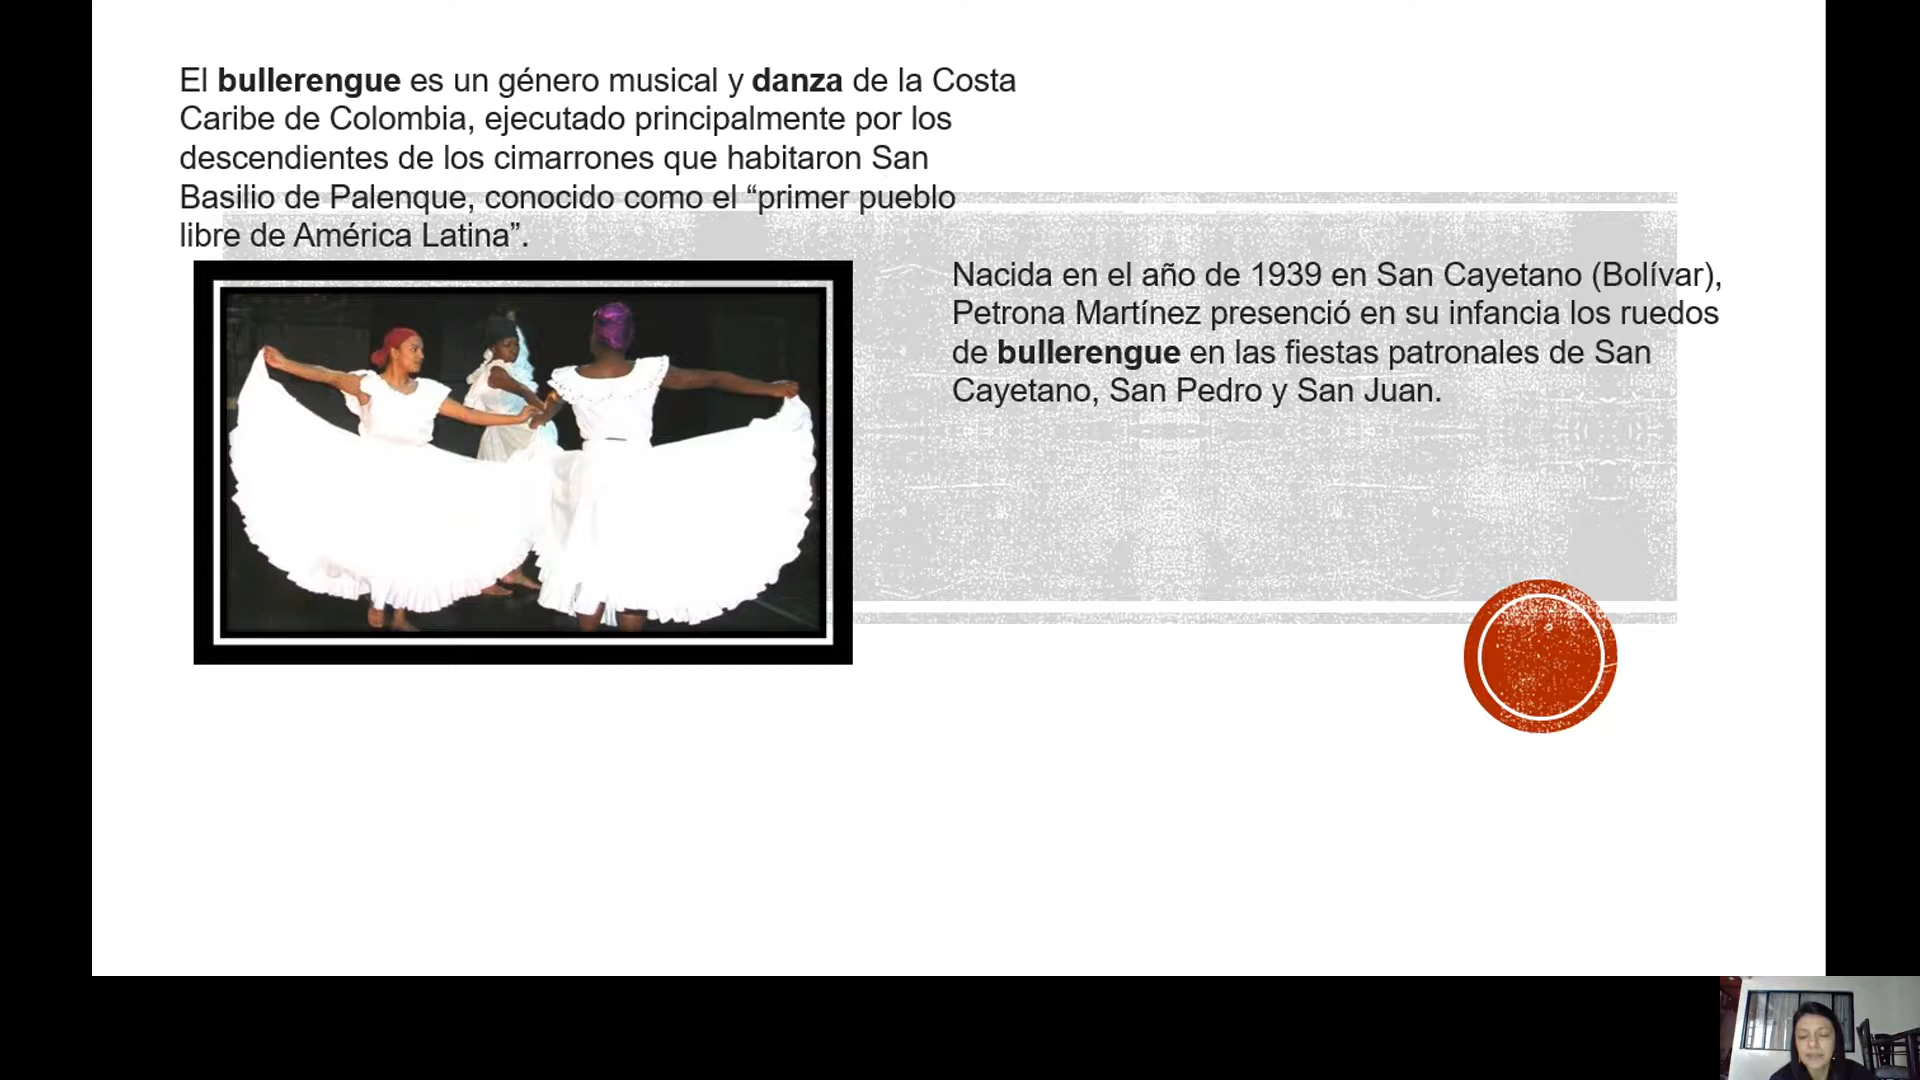 El bullerengue es un género musical y danza de la Costa
Caribe de Colombia, ejecutado principalmente por los
descendientes de los cimarrones que habitaron San
Basilio de Palenque, conocido como el “primer pueblo
libre de América Latina”.
Nacida en el año de 1939 en San Cayetano (Bolívar),
Petrona Martínez presenció en su infancia los ruedos
de bullerengue en las fiestas patronales de San
Cayetano, San Pedro y San Juan.